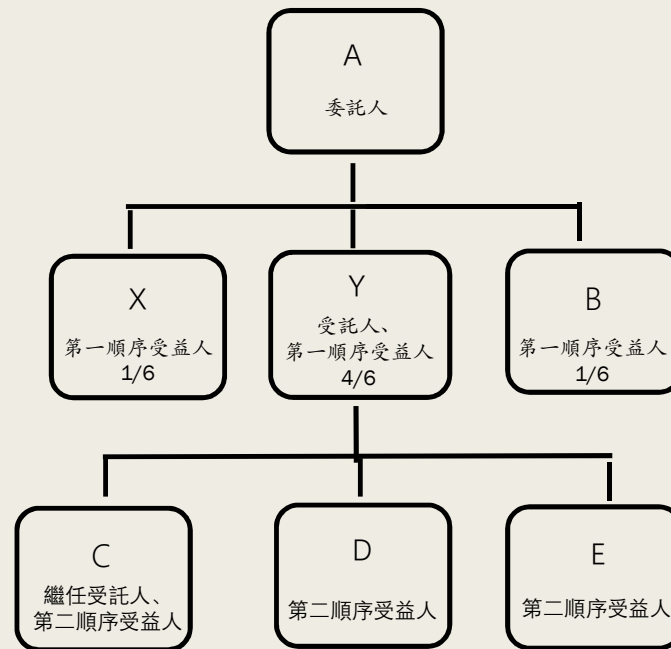 A
委託人
X
第一順序受益人
1/6
Y
受託人、
第一順序受益人
4/6
B
第一順序受益人
1/6
C
繼任受託人、
第二順序受益人
D
第二順序受益人
E
第二順序受益人